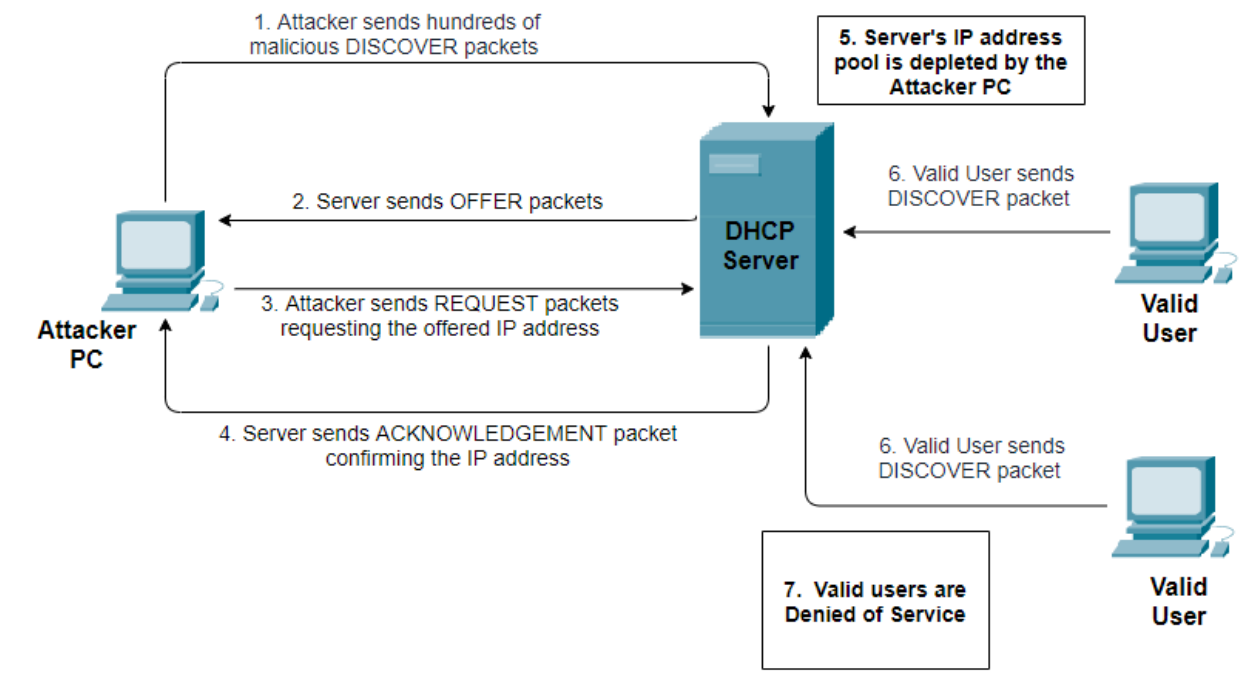 1. Attacker sends hundreds of
malicious DISCOVER packets
5. Server's IP address
pool is depleted by the
Attacker PC
6. Valid User sends
DISCOVER packet
2. Server sends OFFER packets
DHCP
Server
3. Attacker sends REQUEST packets
requesting the offered IP address
Attacker
PC
Valid
User
4. Server sends ACKNOWLEDGEMENT packet
confirming the IP address
6. Valid User sends
DISCOVER packet
7. Valid users are
Denied of Service
Valid
User